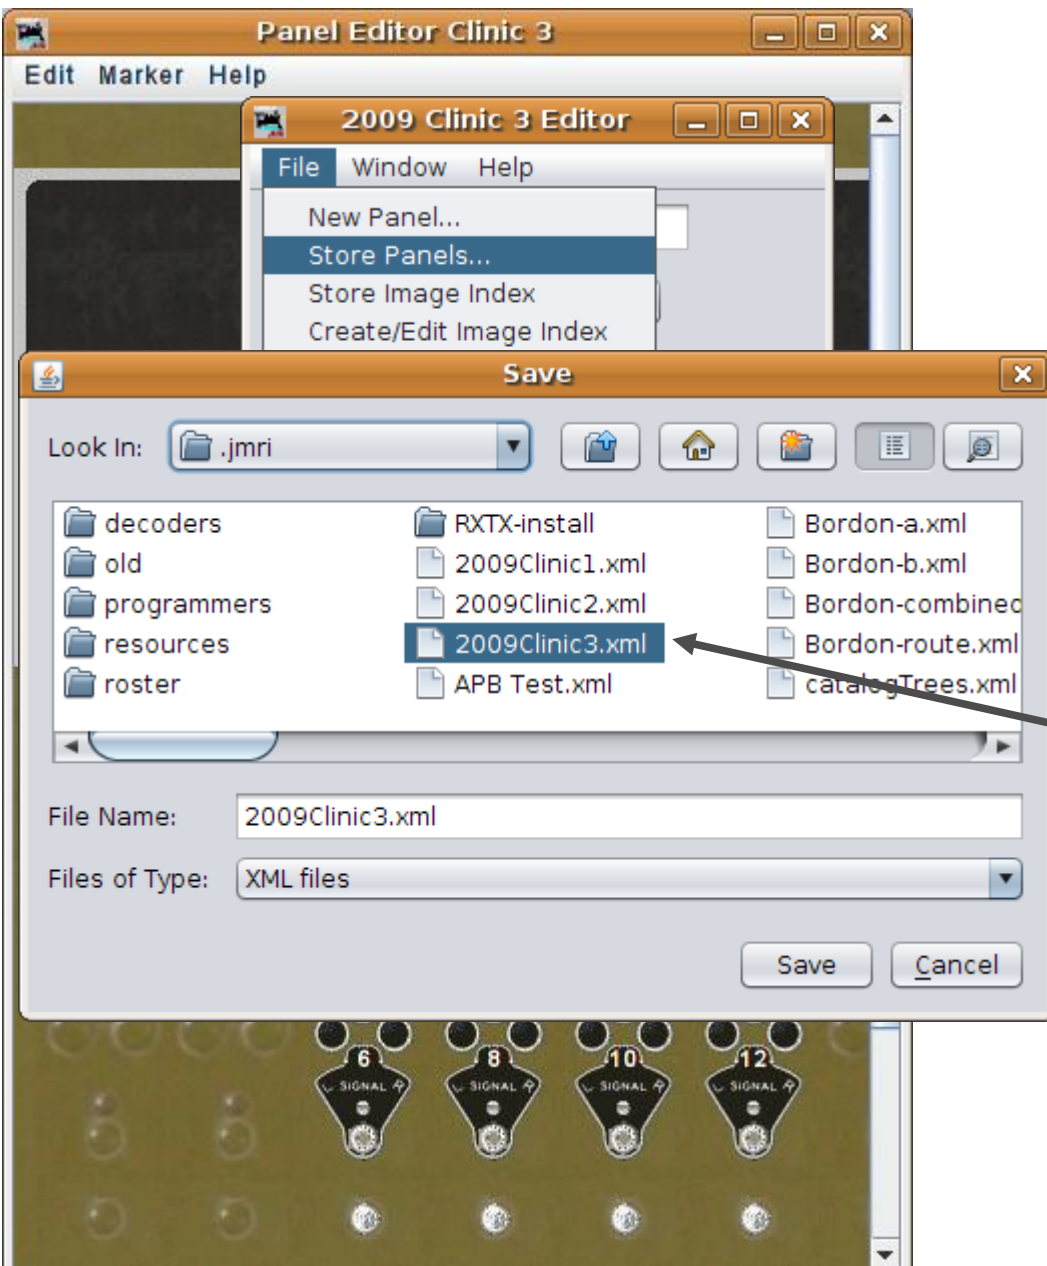 Panel Editor Clinic 3
Edit Marker Help
2009 Clinic 3 Editor
File Window Help
New Panel...
Store Panels...
Store Image Index
Create/Edit Image Index
Save
Look In: .jmri
decoders RXTX-install Bordon-a.xml
old 2009Clinic1.xml Bordon-b.xml
programmers 2009Clinic2.xml Bordon-combined
resources 2009Clinic3.xml Bordon-route.xml
roster APB Test.xml catalogTrees.xml
File Name: 2009Clinic3.xml
Files of Type: XML files
Save Cancel
6 8 10 12
L SIGNAL R L SIGNAL R L SIGNAL R L SIGNAL R